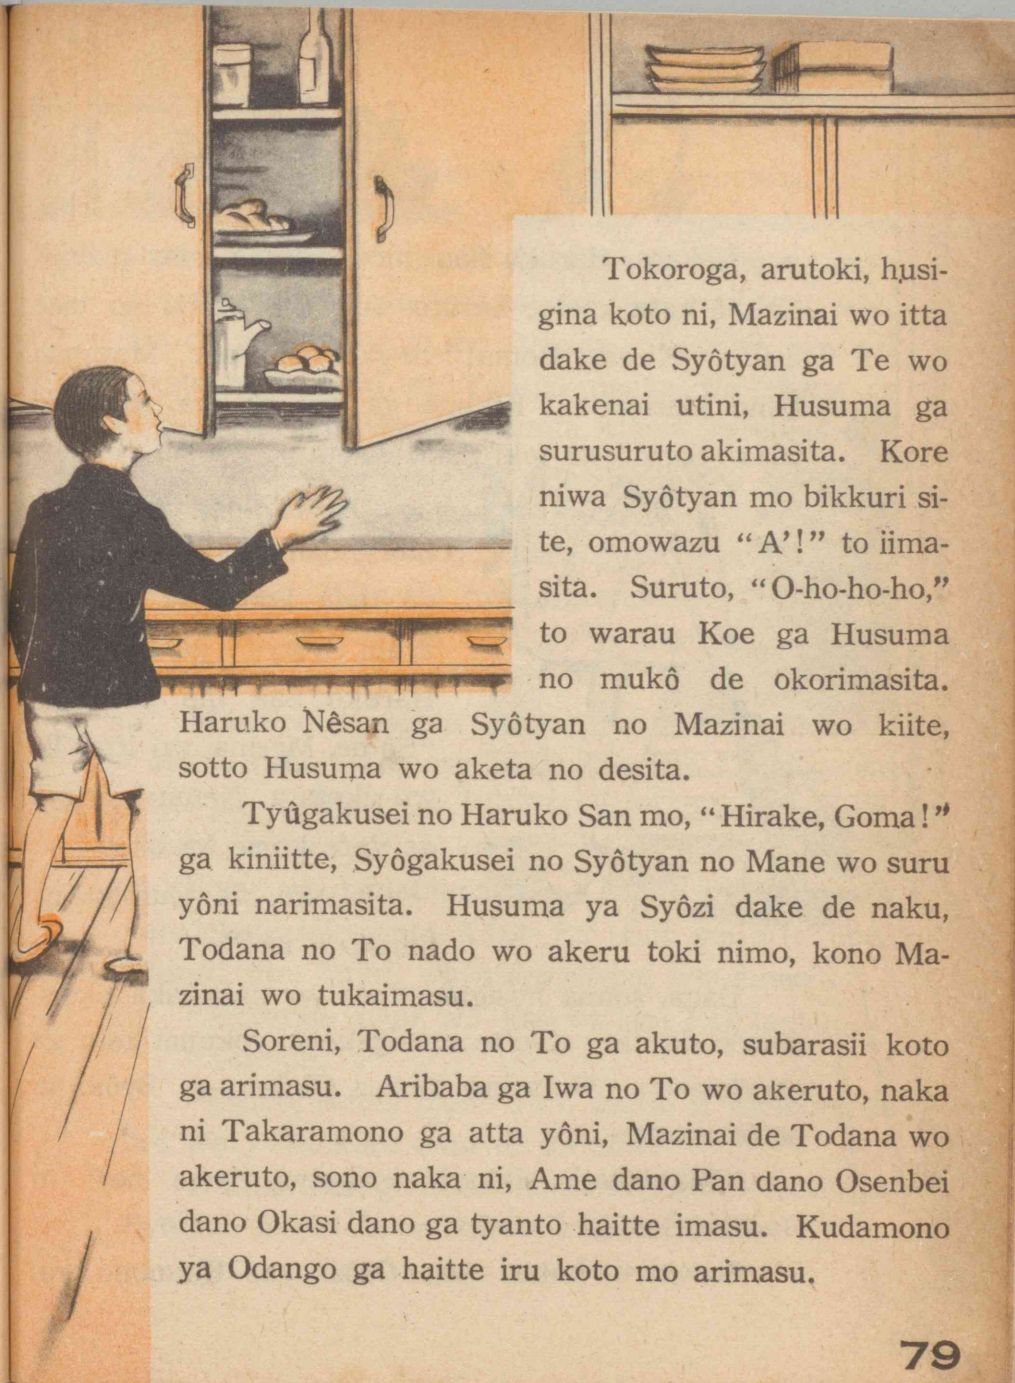 Tokoroga, arutoki, husi-
gina koto ni, Mazinai wo itta
dake de Syôtyan ga Te wo
kakenai utini, Husuma ga
surusuruto akimasita. Kore
niwa Syôtyan mo bikkuri si-
te, omowazu “A’!” to iima-
sita. Suruto, “O-ho-ho-ho,”
to warau Koe ga Husuma
no mukô de okorimasita.
Haruko Nêsan ga Syôtyan no Mazinai wo kiite,
sotto Husuma wo aketa no desita.
Tyûgakusei no Haruko San mo, “Hirake, Goma!”
ga kiniitte, Syôgakusei no Syôtyan no Mane wo suru
yôni narimasita. Husuma ya Syôzi dake de naku,
Todana no To nado wo akeru toki nimo, kono Ma-
zinai wo tukaimasu.
Soreni, Todana no To ga akuto, subarasii koto
ga arimasu. Aribaba ga Iwa no To wo akeruto, naka
ni Takaramono ga atta yôni, Mazinai de Todana wo
akeruto, sono naka ni, Ame dano Pan dano Osenbei
dano Okasi dano ga tyanto haitte imasu. Kudamono
ya Odango ga haitte iru koto mo arimasu.
79